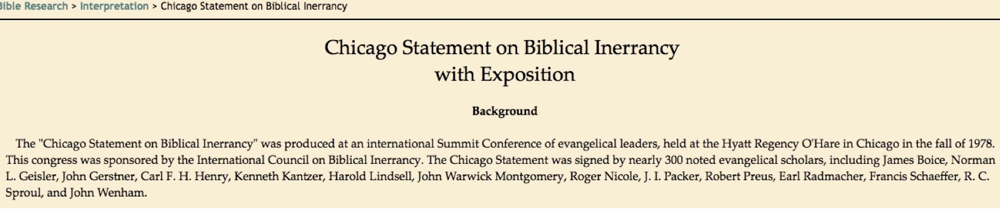 Bible Research > Interpretation > Chicago Statement on Biblical Inerrancy
Chicago Statement on Biblical Inerrancy
with Exposition
Background
The "Chicago Statement on Biblical Inerrancy" was produced at an international Summit Conference of evangelical leaders, held at the Hyatt Regency O'Hare in Chicago in the fall of 1978.
This congress was sponsored by the International Council on Biblical Inerrancy. The Chicago Statement was signed by nearly 300 noted evangelical scholars, including James Boice, Norman
L. Geisler, John Gerstner, Carl F. H. Henry, Kenneth Kantzer, Harold Lindsell, John Warwick Montgomery, Roger Nicole, J. I. Packer, Robert Preus, Earl Radmacher, Francis Schaeffer, R. C.
Sproul, and John Wenham.